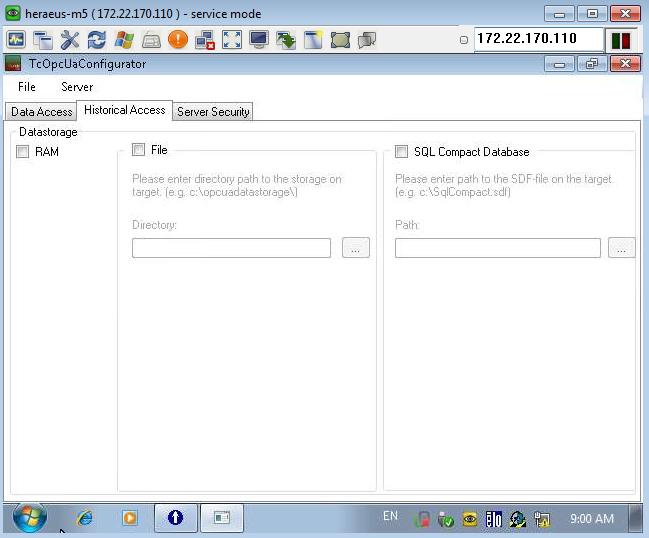 heraeus-m5 ( 172.22.170.110 ) - service mode
172.22.170.110
TcOpcUaConfigurator
File Server
Data Access Historical Access Server Security
Datastorage
RAM
File
Please enter directory path to the storage on
target. (e.g. c:\opcuadatastorage\)
Directory:
...
SQL Compact Database
Please enter path to the SDF-file on the target.
(e.g. c:\SqlCompact.sdf)
Path:
...
EN
9:00 AM